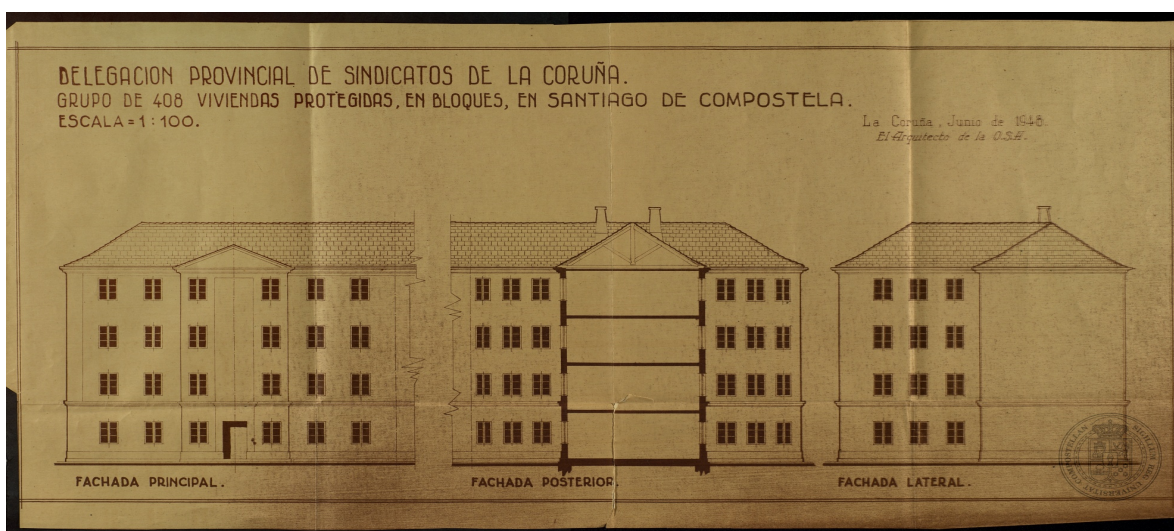 DELEGACION PROVINCIAL DE SINDICATOS DE LA CORUÑA.
GRUPO DE 408 VIVIENDAS PROTEGIDAS, EN BLOQUES, EN SANTIAGO DE COMPOSTELA.
ESCALA = 1:100.
La Coruña, Junio de 1948.
El Arquitecto de la O.S.H.
FACHADA PRINCIPAL.
FACHADA POSTERIOR.
FACHADA LATERAL.